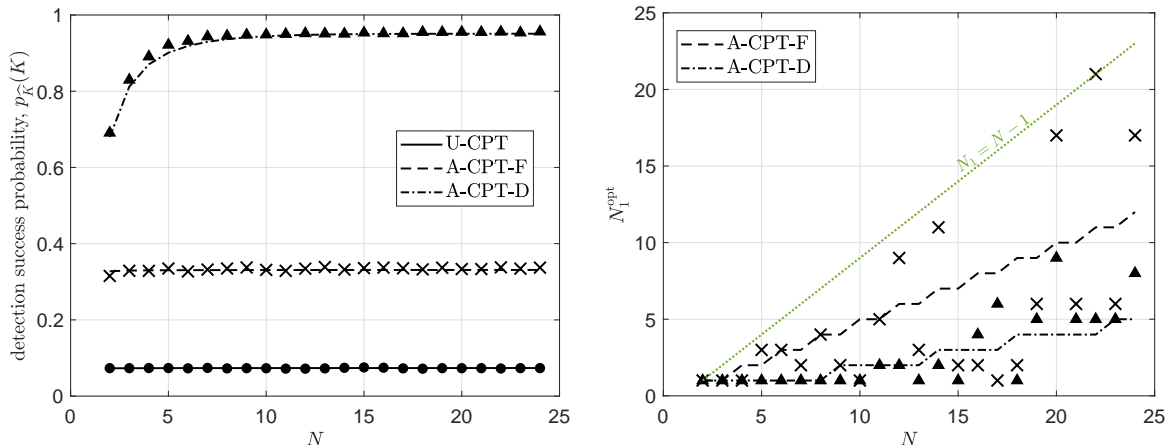 detection success probability, $p_{\widehat{K}}(K)$
1
0.8
0.6
0.4
0.2
0
0 5 10 15 20 25
N
U-CPT
A-CPT-F
A-CPT-D
$N_1^{\mathrm{opt}}$
25
20
15
10
5
0
0 5 10 15 20 25
N
A-CPT-F
A-CPT-D
$N_1 = N - 1$